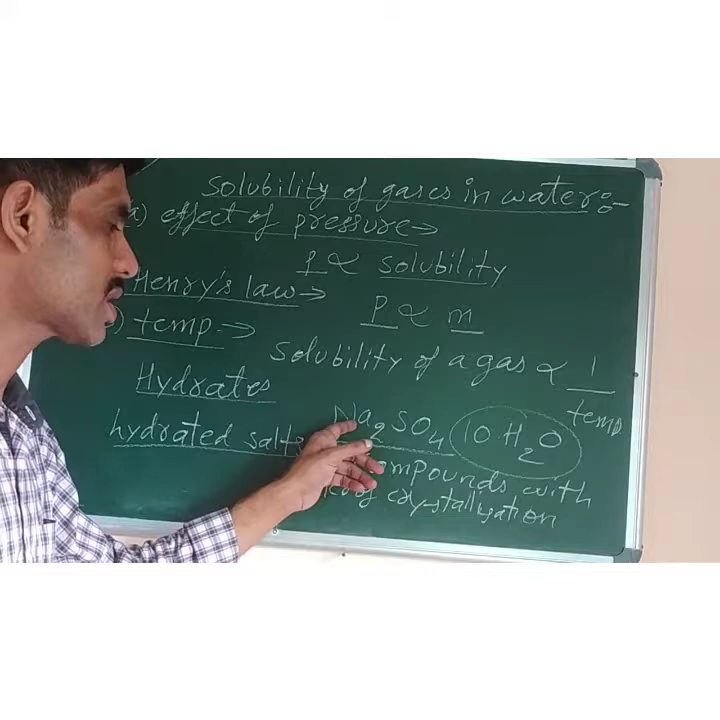 Solubility of gases in water:-
a) effect of pressure→
P ∝ solubility
Henry's law→
P ∝ m
) temp→
Solubility of a gas ∝ 1
temp
Hydrates
Na2SO4 10 H2O
hydrated salts
compounds with
of crystallization